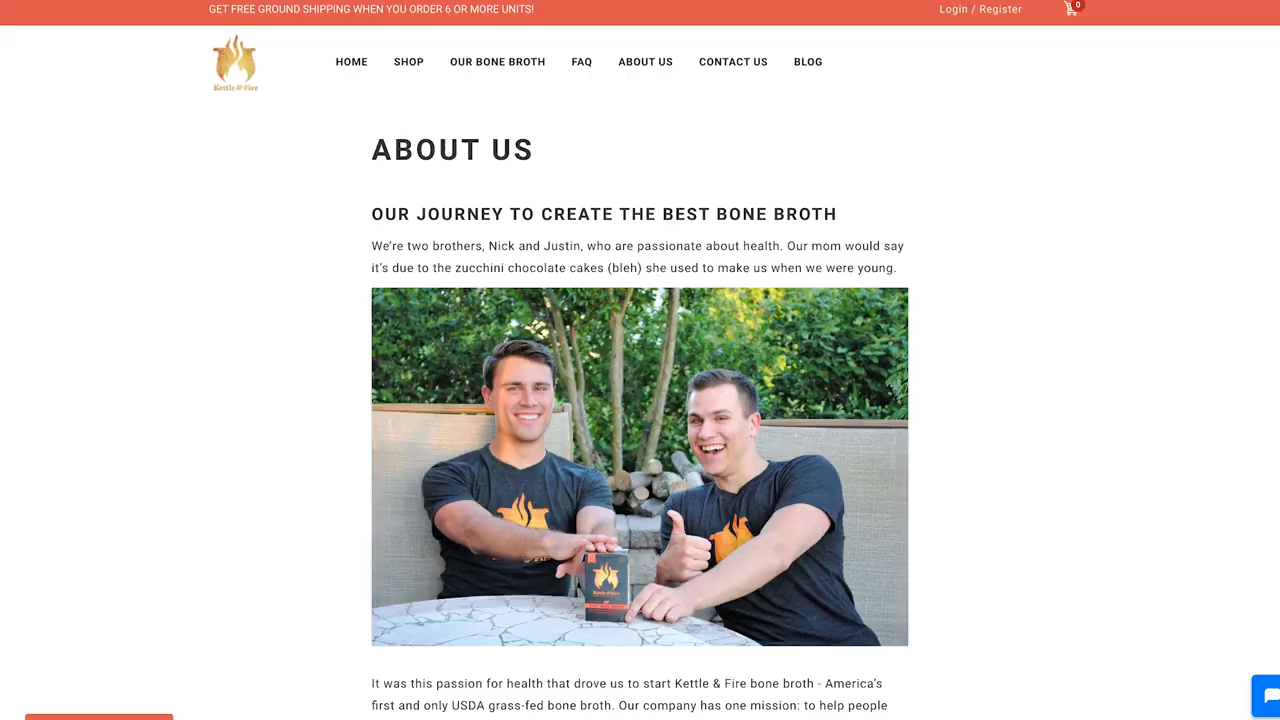 GET FREE GROUND SHIPPING WHEN YOU ORDER 6 OR MORE UNITS!
Login / Register
0
Kettle & Fire
HOME SHOP OUR BONE BROTH FAQ ABOUT US CONTACT US BLOG
ABOUT US
OUR JOURNEY TO CREATE THE BEST BONE BROTH
We’re two brothers, Nick and Justin, who are passionate about health. Our mom would say
it’s due to the zucchini chocolate cakes (bleh) she used to make us when we were young.
Kettle & Fire
It was this passion for health that drove us to start Kettle & Fire bone broth - America’s
first and only USDA grass-fed bone broth. Our company has one mission: to help people